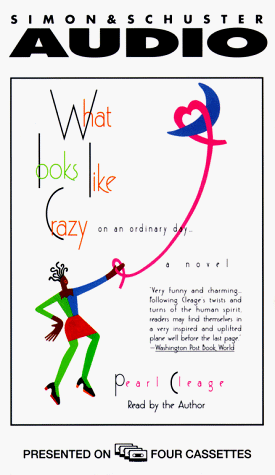 SIMON & SCHUSTER
AUDIO
What
looks like
Crazy on an ordinary day...
a novel
"Very funny and charming...
following Cleage's twists and
turns of the human spirit,
readers may find themselves in
a very inspired and uplifted
place well before the last page."
—Washington Post Book World
Pearl Cleage
Read by the Author
PRESENTED ON FOUR CASSETTES